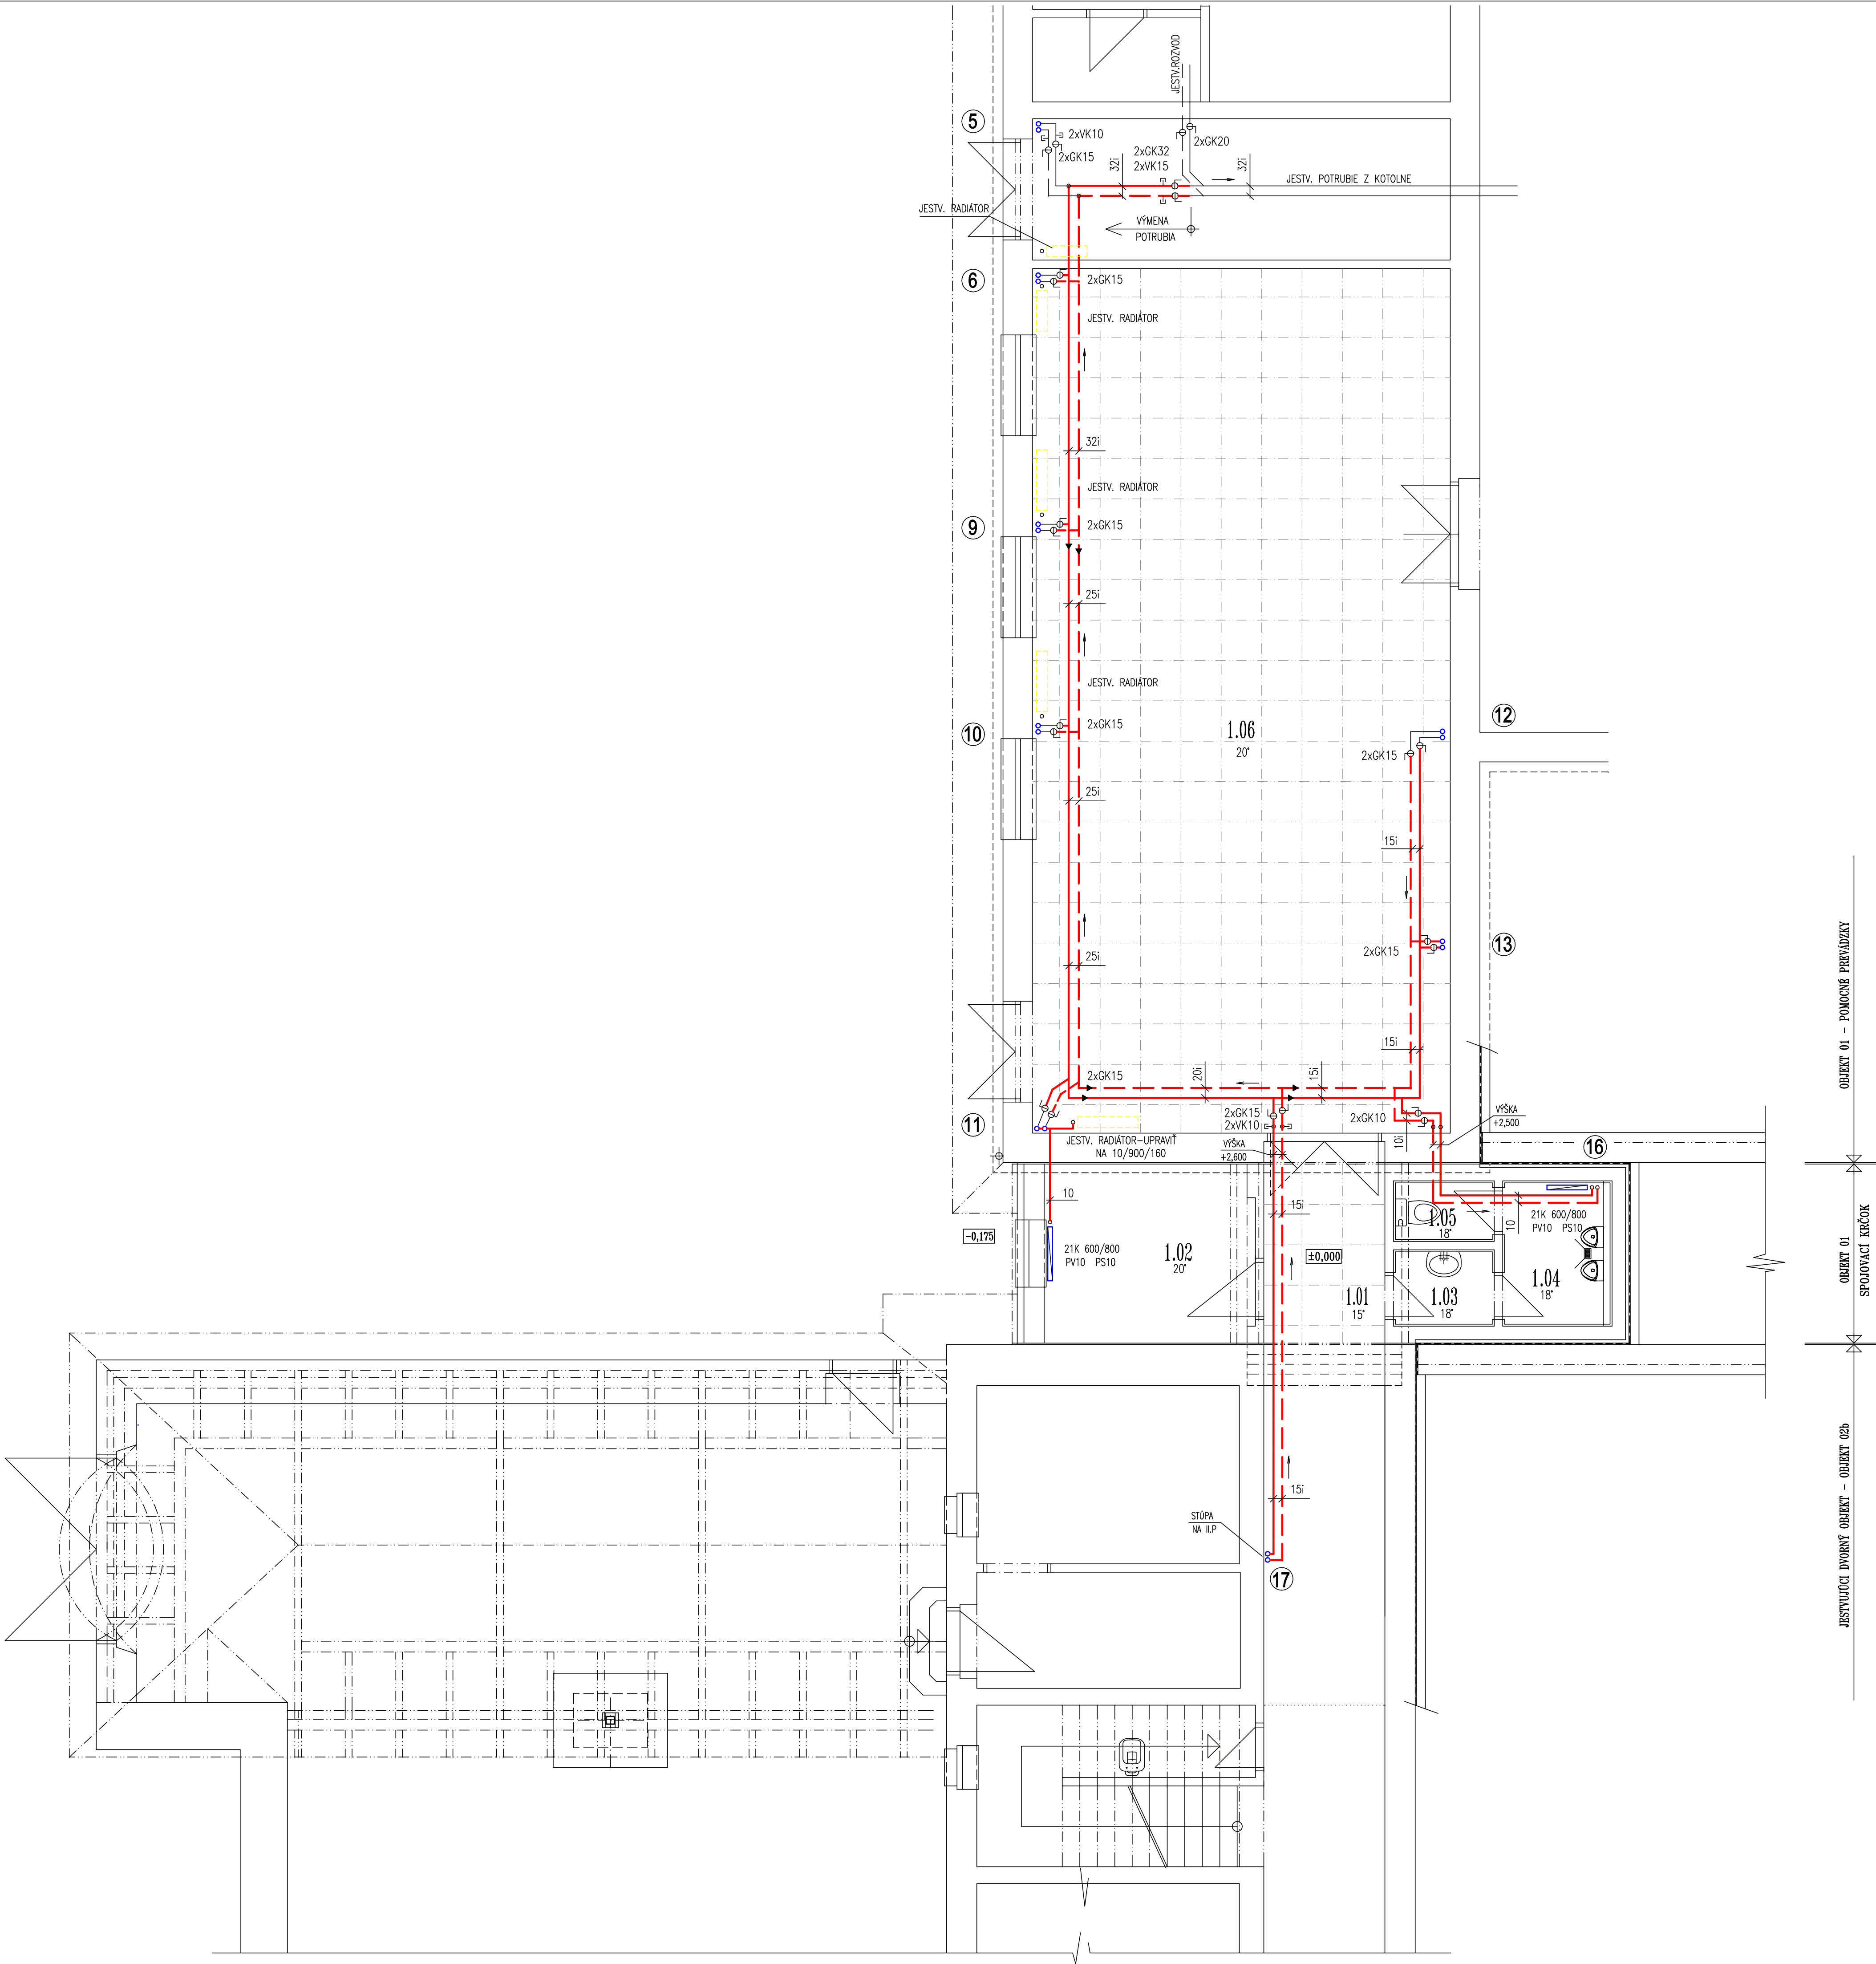 JESTV.ROZVOD
5
2xVK10
2xGK15
2xGK32
2xVK15
2xGK20
32i
32i
JESTV. POTRUBIE Z KOTOLNE
JESTV. RADIÁTOR
VÝMENA
POTRUBIA
6
2xGK15
JESTV. RADIÁTOR
32i
JESTV. RADIÁTOR
9
2xGK15
25i
JESTV. RADIÁTOR
10
2xGK15
1.06
20°
12
2xGK15
25i
15i
13
2xGK15
25i
15i
2xGK15
20i
15i
11
2xGK15
2xVK10
2xGK10
10i
VÝŠKA
+2,500
JESTV. RADIÁTOR-UPRAVIŤ
NA 10/900/160
VÝŠKA
+2,600
16
10
15i
1.05
18°
10
21K 600/800
PV10 PS10
-0,175
21K 600/800
PV10 PS10
1.02
20°
±0,000
1.01
15°
1.03
18°
1.04
18°
15i
STÚPA
NA II.P
17
OBJEKT 01 - POMOCNÉ PREVÁDZKY
OBJEKT 01
SPOJOVACÍ KRČOK
JESTVUJÚCI DVORNÝ OBJEKT - OBJEKT 02b